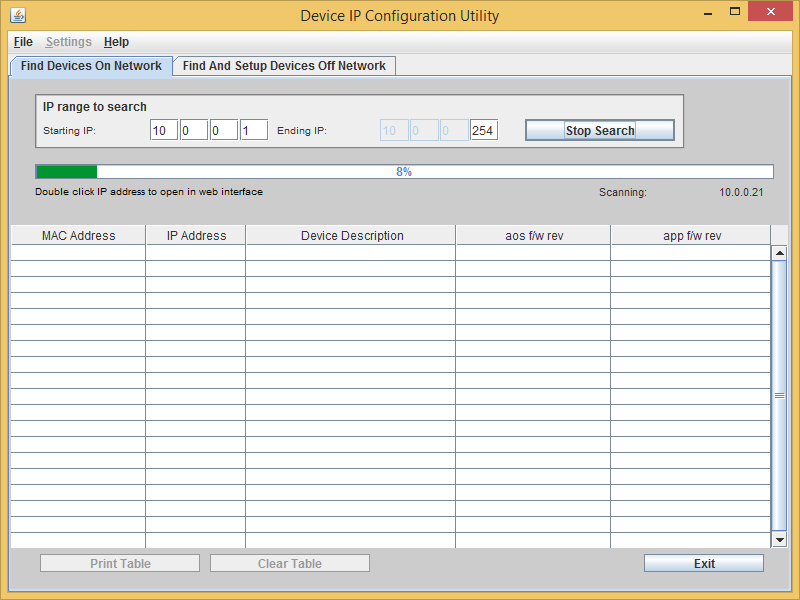 Device IP Configuration Utility
File Settings Help
Find Devices On Network Find And Setup Devices Off Network
IP range to search
Starting IP: 10 0 0 1 Ending IP: 10 0 0 254 Stop Search
8%
Double click IP address to open in web interface Scanning: 10.0.0.21
MAC Address IP Address Device Description aos f/w rev app f/w rev
Print Table Clear Table Exit